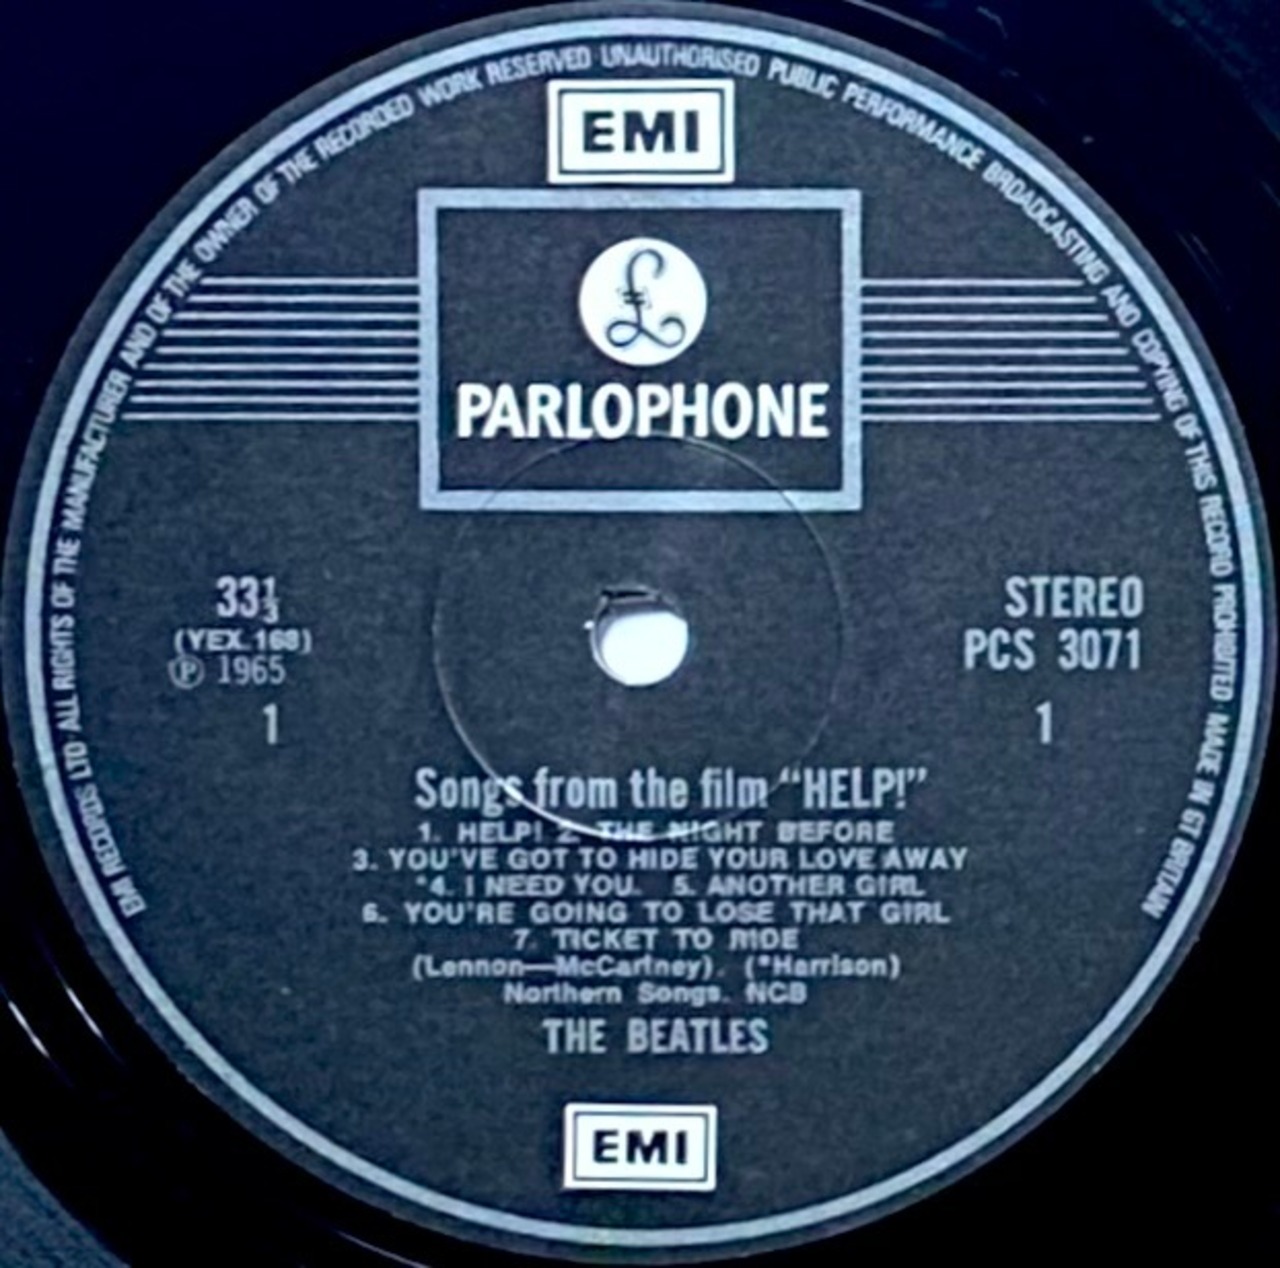 EMI RECORDS LTD · ALL RIGHTS OF THE MANUFACTURER AND OF THE OWNER OF THE RECORDED WORK RESERVED UNAUTHORISED PUBLIC PERFORMANCE BROADCASTING AND COPYING OF THIS RECORD PROHIBITED · MADE IN GT BRITAIN
EMI
£
PARLOPHONE
33⅓
(YEX.168)
℗ 1965
1
STEREO
PCS 3071
1
Songs from the film “HELP!”
1. HELP! 2. THE NIGHT BEFORE
3. YOU'VE GOT TO HIDE YOUR LOVE AWAY
*4. I NEED YOU. 5. ANOTHER GIRL
6. YOU'RE GOING TO LOSE THAT GIRL
7. TICKET TO RIDE
(Lennon—McCartney). (*Harrison)
Northern Songs. NCB
THE BEATLES
EMI